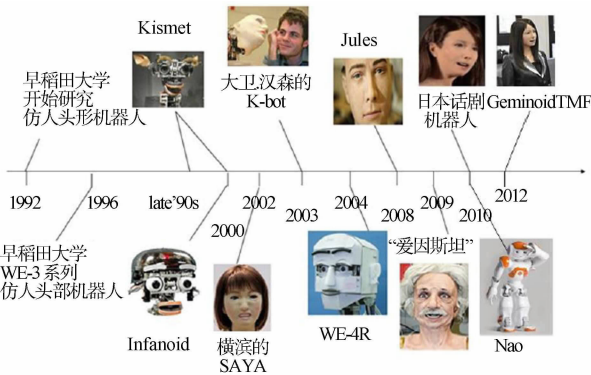 Kismet
Jules
早稻田大学
开始研究
仿人头形机器人
大卫.汉森的
K-bot
日本话剧
机器人
GeminoidTMF
1992
1996
late'90s
2000
2002
2003
2004
2008
2009
2010
2012
早稻田大学
WE-3系列
仿人头部机器人
Infanoid
横滨的
SAYA
WE-4R
“爱因斯坦”
Nao